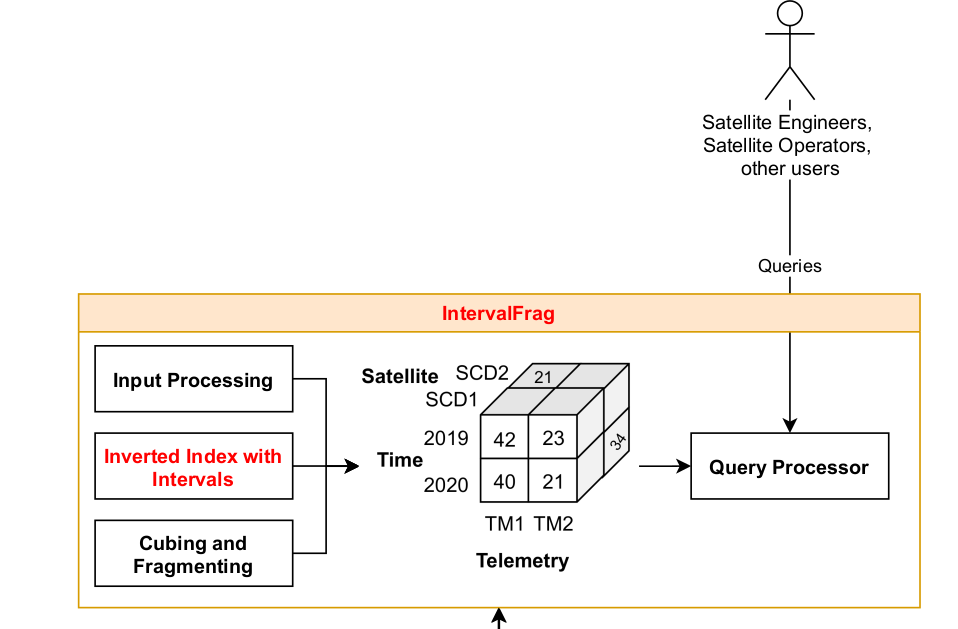 Satellite Engineers,
Satellite Operators,
other users
Queries
IntervalFrag
Input Processing
Inverted Index with
Intervals
Cubing and
Fragmenting
Satellite
SCD2
SCD1
21
2019
42
23
34
Time
2020
40
21
TM1
TM2
Telemetry
Query Processor